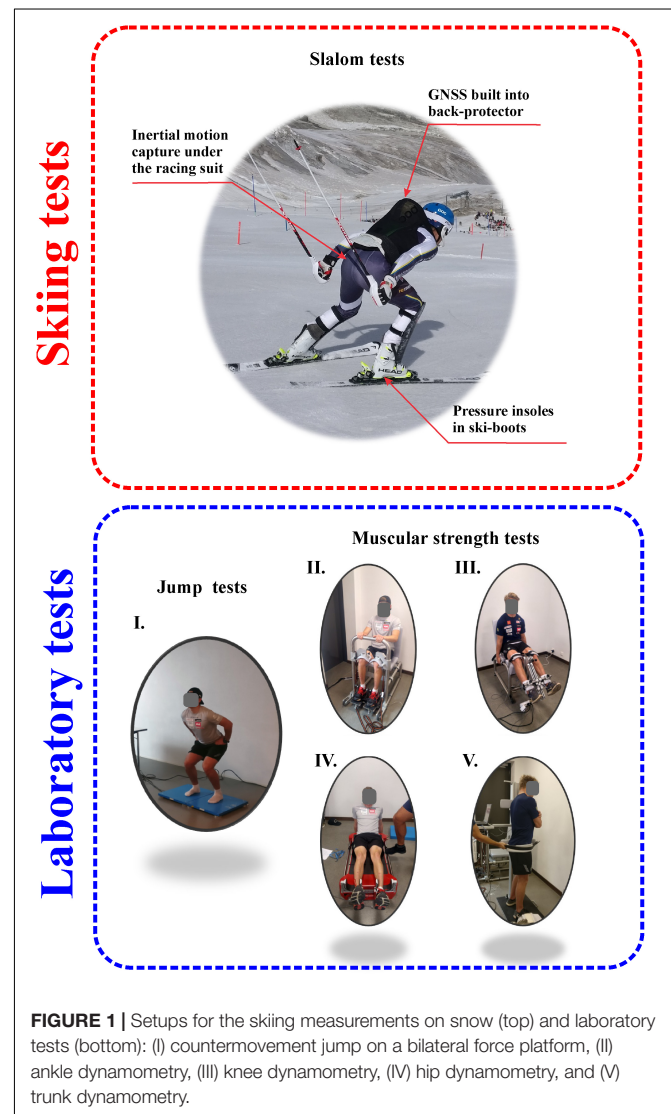 Skiing tests
Slalom tests
GNSS built into
back-protector
Inertial motion
capture under
the racing suit
HEAD
HEAD
Pressure insoles
in ski-boots
Laboratory tests
Muscular strength tests
Jump tests
I.
II.
III.
IV.
V.
FIGURE 1 | Setups for the skiing measurements on snow (top) and laboratory
tests (bottom): (I) countermovement jump on a bilateral force platform, (II)
ankle dynamometry, (III) knee dynamometry, (IV) hip dynamometry, and (V)
trunk dynamometry.